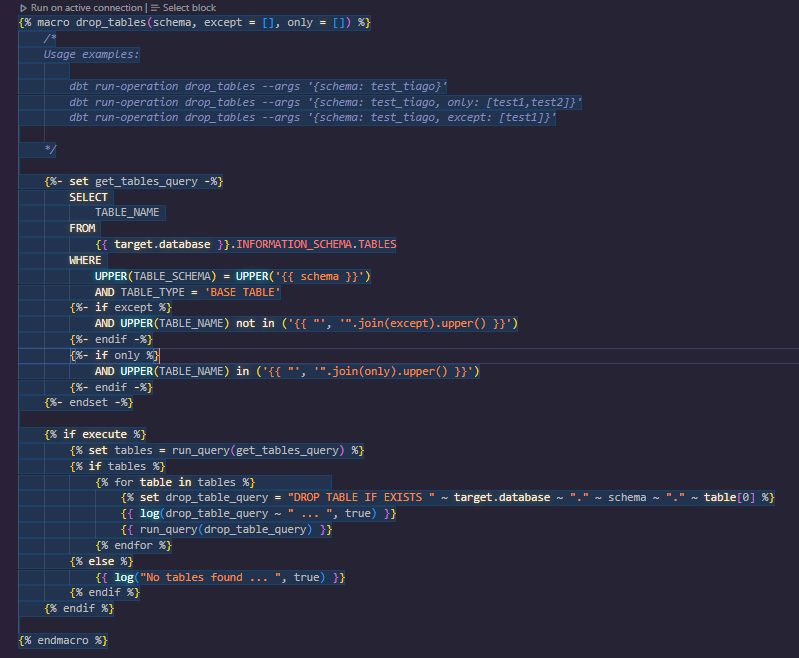 ▷ Run on active connection | ≡ Select block
{% macro drop_tables(schema, except = [], only = []) %}
    /*
    Usage examples:

        dbt run-operation drop_tables --args '{schema: test_tiago}'
        dbt run-operation drop_tables --args '{schema: test_tiago, only: [test1,test2]}'
        dbt run-operation drop_tables --args '{schema: test_tiago, except: [test1]}'

    */

    {%- set get_tables_query -%}
        SELECT
            TABLE_NAME
        FROM
            {{ target.database }}.INFORMATION_SCHEMA.TABLES
        WHERE
            UPPER(TABLE_SCHEMA) = UPPER('{{ schema }}')
            AND TABLE_TYPE = 'BASE TABLE'
        {%- if except %}
            AND UPPER(TABLE_NAME) not in ('{{ "', '".join(except).upper() }}')
        {%- endif -%}
        {%- if only %}
            AND UPPER(TABLE_NAME) in ('{{ "', '".join(only).upper() }}')
        {%- endif -%}
    {%- endset -%}

    {% if execute %}
        {% set tables = run_query(get_tables_query) %}
        {% if tables %}
            {% for table in tables %}
                {% set drop_table_query = "DROP TABLE IF EXISTS " ~ target.database ~ "." ~ schema ~ "." ~ table[0] %}
                {{ log(drop_table_query ~ " ... ", true) }}
                {{ run_query(drop_table_query) }}
            {% endfor %}
        {% else %}
            {{ log("No tables found ... ", true) }}
        {% endif %}
    {% endif %}

{% endmacro %}